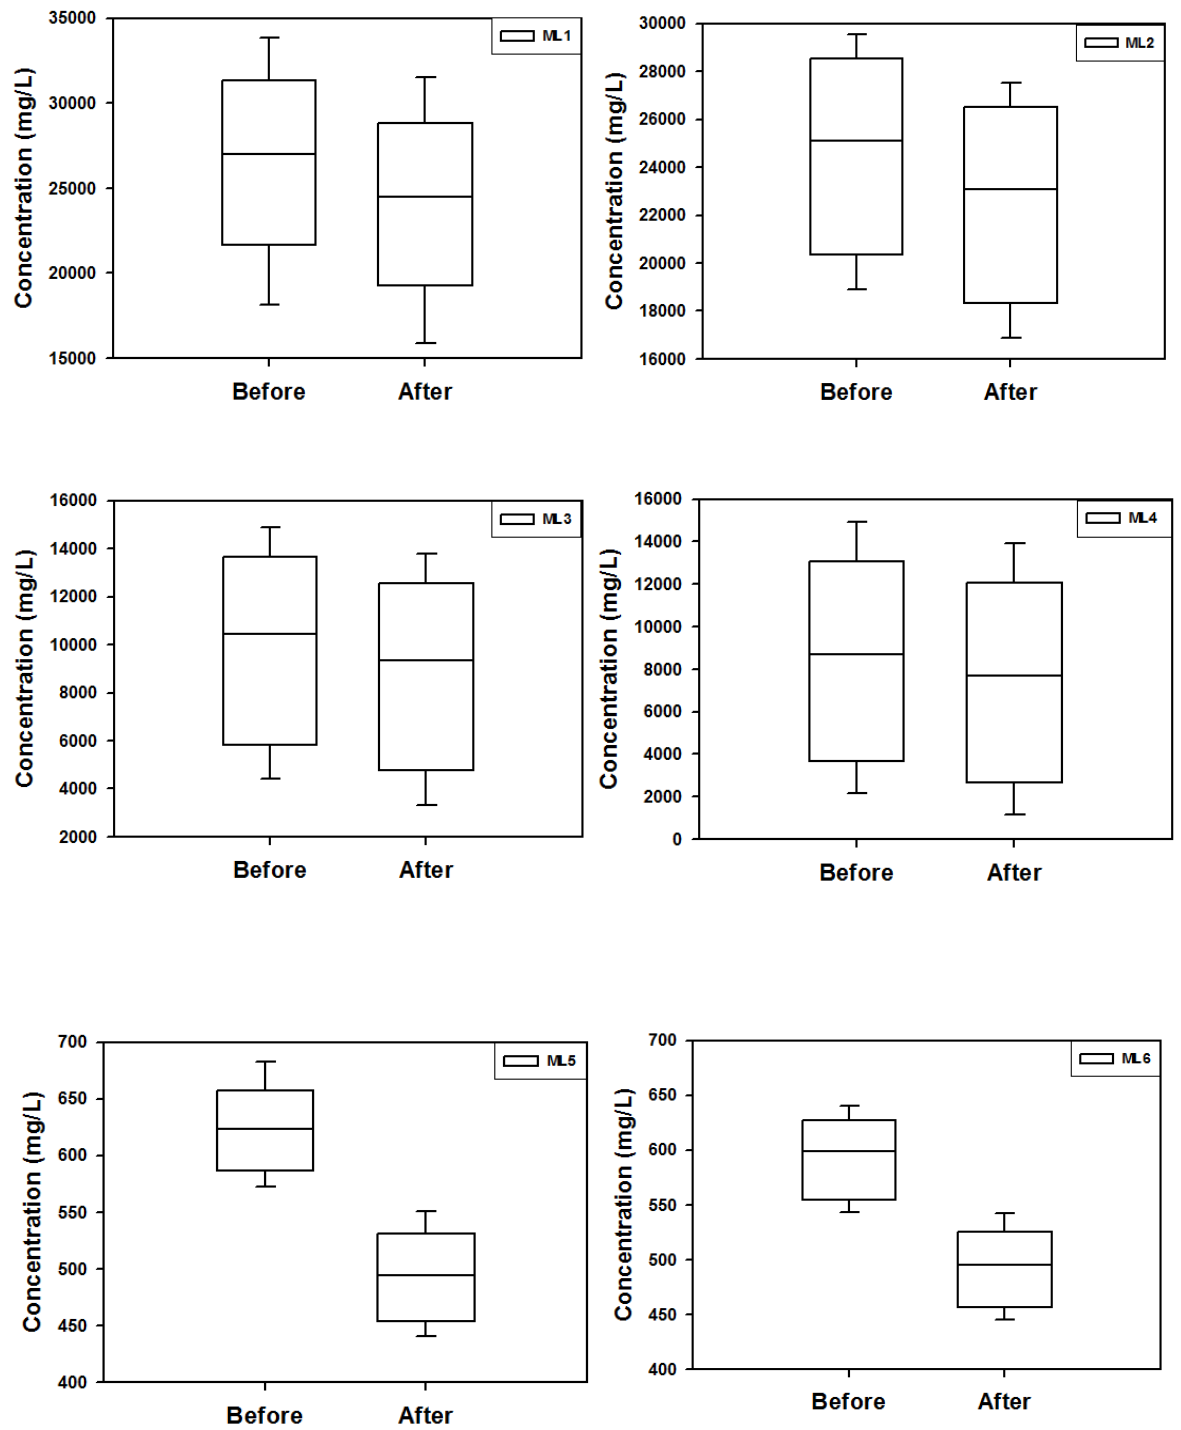 ML1
Concentration (mg/L)
35000
30000
25000
20000
15000
Before After
ML2
Concentration (mg/L)
30000
28000
26000
24000
22000
20000
18000
16000
Before After
ML3
Concentration (mg/L)
16000
14000
12000
10000
8000
6000
4000
2000
Before After
ML4
Concentration (mg/L)
16000
14000
12000
10000
8000
6000
4000
2000
0
Before After
ML5
Concentration (mg/L)
700
650
600
550
500
450
400
Before After
ML6
Concentration (mg/L)
700
650
600
550
500
450
400
Before After